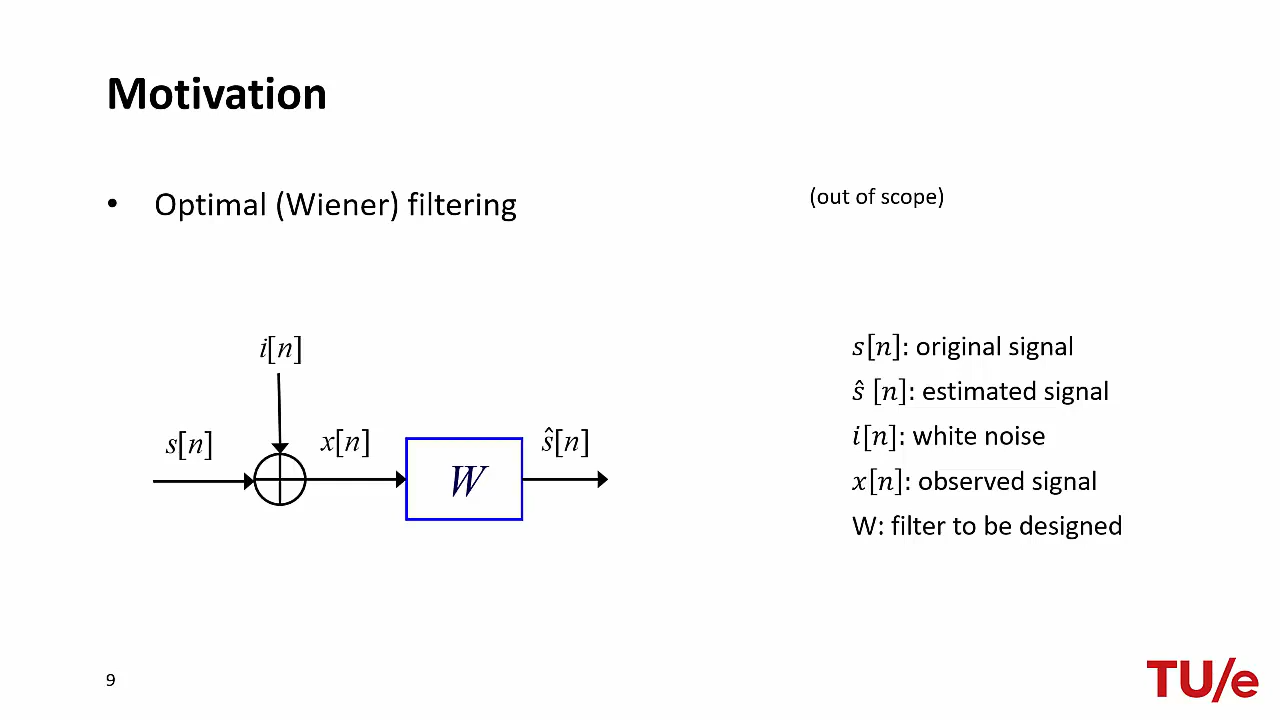 Motivation
• Optimal (Wiener) filtering
(out of scope)
i[n]
s[n]
x[n]
W
ŝ[n]
s[n]: original signal
ŝ [n]: estimated signal
i[n]: white noise
x[n]: observed signal
W: filter to be designed
9
TU/e